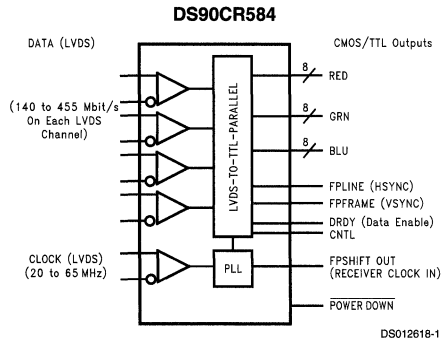 DS90CR584
DATA (LVDS)
CMOS/TTL Outputs
(140 to 455 Mbit/s
On Each LVDS
Channel)
LVDS-TO-TTL-PARALLEL
8
RED
8
GRN
8
BLU
FPLINE (HSYNC)
FPFRAME (VSYNC)
DRDY (Data Enable)
CNTL
CLOCK (LVDS)
(20 to 65 MHz)
PLL
FPSHIFT OUT
(RECEIVER CLOCK IN)
POWER DOWN
DS012618-1